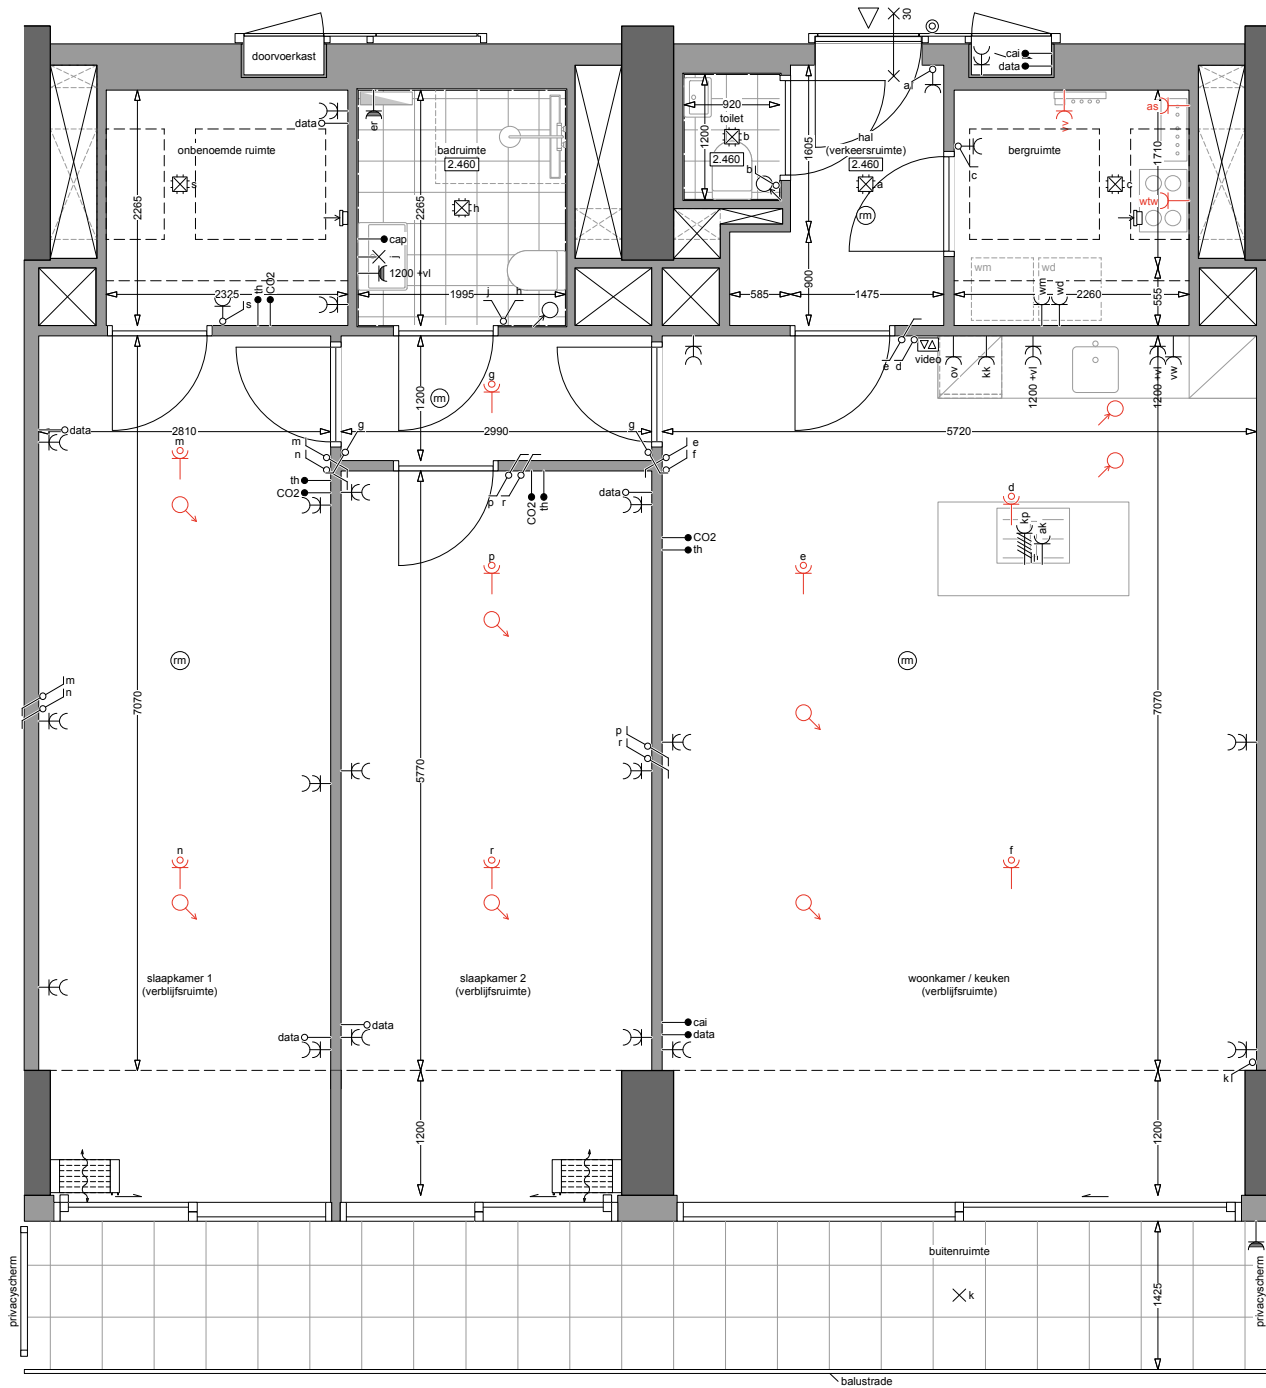 30
doorvoerkast
cai
data
al
as
vv
er
920
toilet
b
1200
2.460
b
hal
(verkeersruimte)
2.460
a
1605
rm
data
onbenoemde ruimte
s
2265
badruimte
2.460
2265
h
bergruimte
c
1710
c
wtw
cap
j
1200 +vl
wm
wd
wm
wd
900
555
2325
th
CO2
s
1995
j
h
585
1475
2260
e
d
video
ov
kk
1200 +vl
1200 +vl
vw
g
rm
1200
data
2810
m
2990
5720
m
n
g
g
e
f
th
CO2
p
r
CO2
th
data
d
kp
ak
CO2
th
p
e
rm
rm
m
n
7070
5770
p
r
7070
n
r
f
slaapkamer 1
(verblijfsruimte)
slaapkamer 2
(verblijfsruimte)
woonkamer / keuken
(verblijfsruimte)
data
data
cai
data
kl
1200
1200
privacyscherm
buitenruimte
k
1425
privacyscherm
balustrade